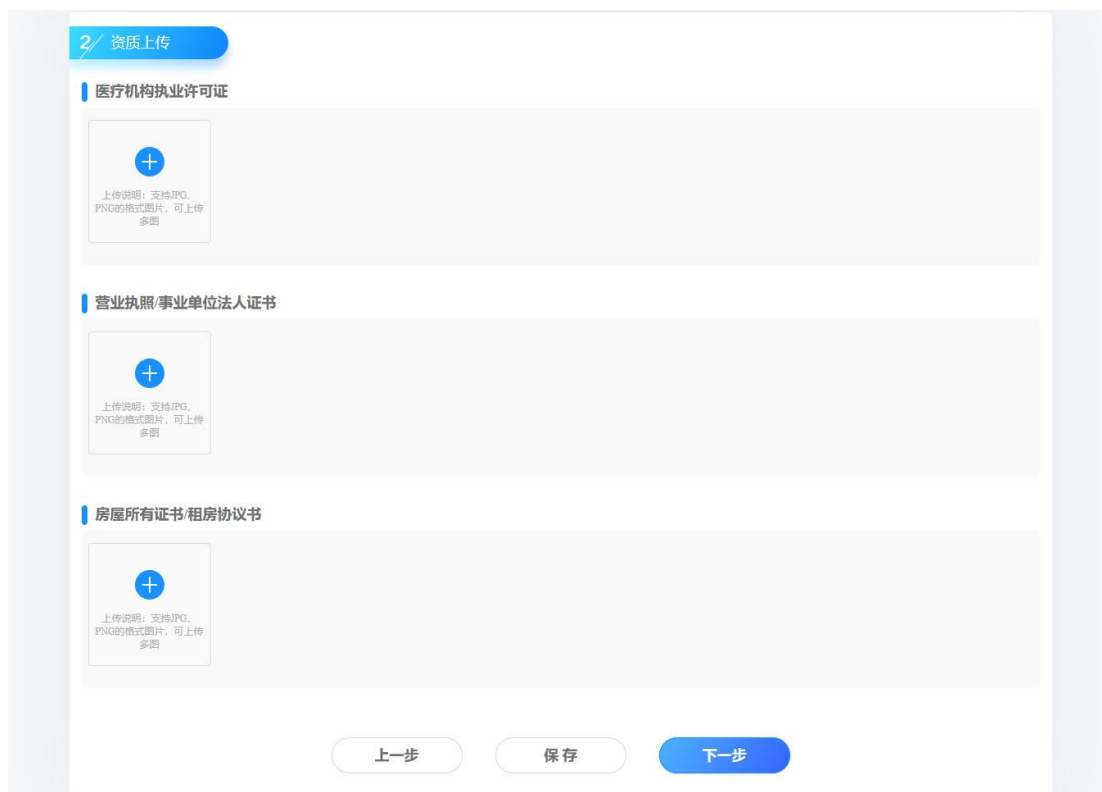 2/ 资质上传
医疗机构执业许可证
上传说明：支持JPG、
PNG的格式图片，可上传
多图
营业执照/事业单位法人证书
上传说明：支持JPG、
PNG的格式图片，可上传
多图
房屋所有证书/租房协议书
上传说明：支持JPG、
PNG的格式图片，可上传
多图
上一步 保存 下一步